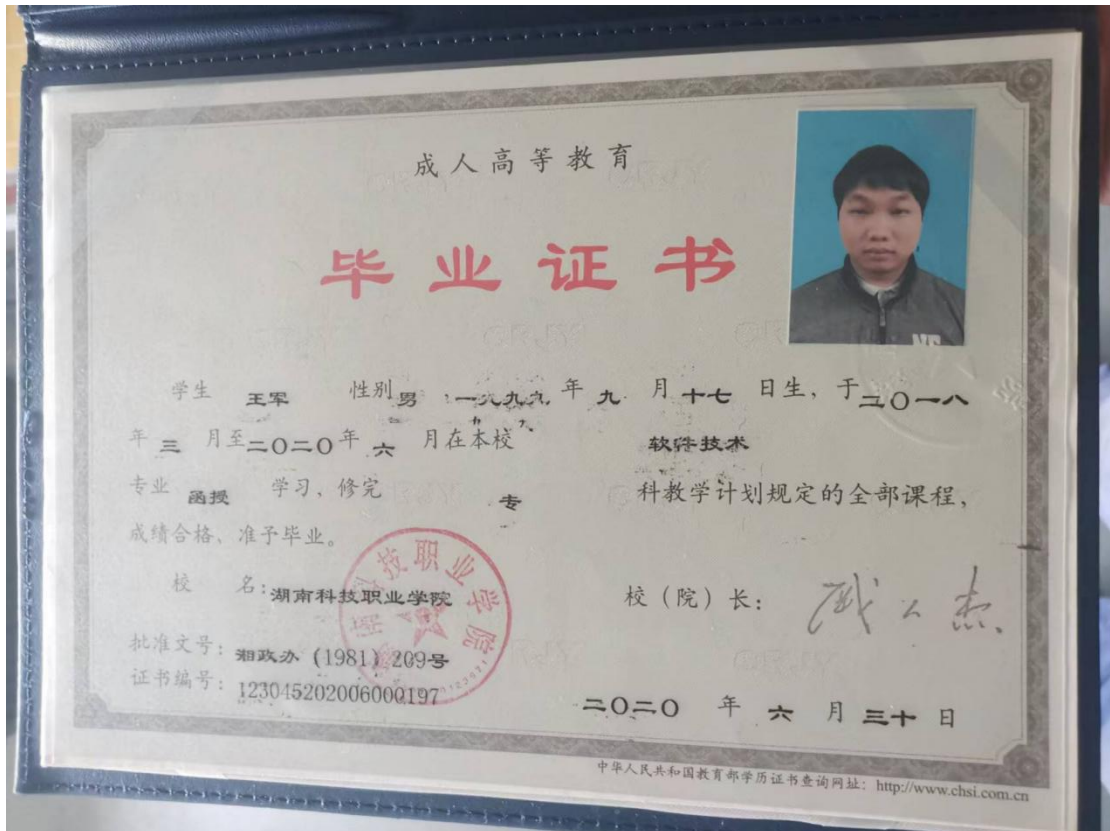 成人高等教育
毕业证书
学生 王军 性别 男 一九九九 年 九 月 十七 日生，于 二〇一八
年 三 月至 二〇二〇 年 六 月在本校 软件技术
专业 函授 学习、修完 专 科教学计划规定的全部课程，
成绩合格、准予毕业。
校 名：湖南科技职业学院
校（院）长：
批准文号：湘政办（1981）209号
证书编号：123045202006000197
二〇二〇 年 六 月 三十 日
中华人民共和国教育部学历证书查询网址：http://www.chsi.com.cn